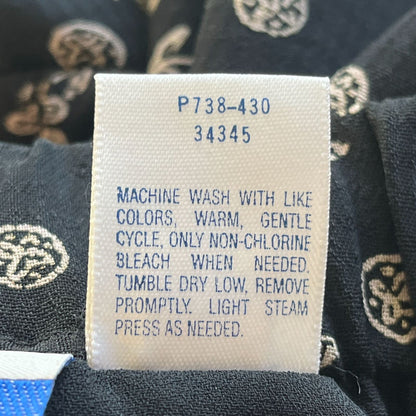 P738-430
34345
MACHINE WASH WITH LIKE
COLORS, WARM, GENTLE
CYCLE, ONLY NON-CHLORINE
BLEACH WHEN NEEDED.
TUMBLE DRY LOW. REMOVE
PROMPTLY. LIGHT STEAM
PRESS AS NEEDED.